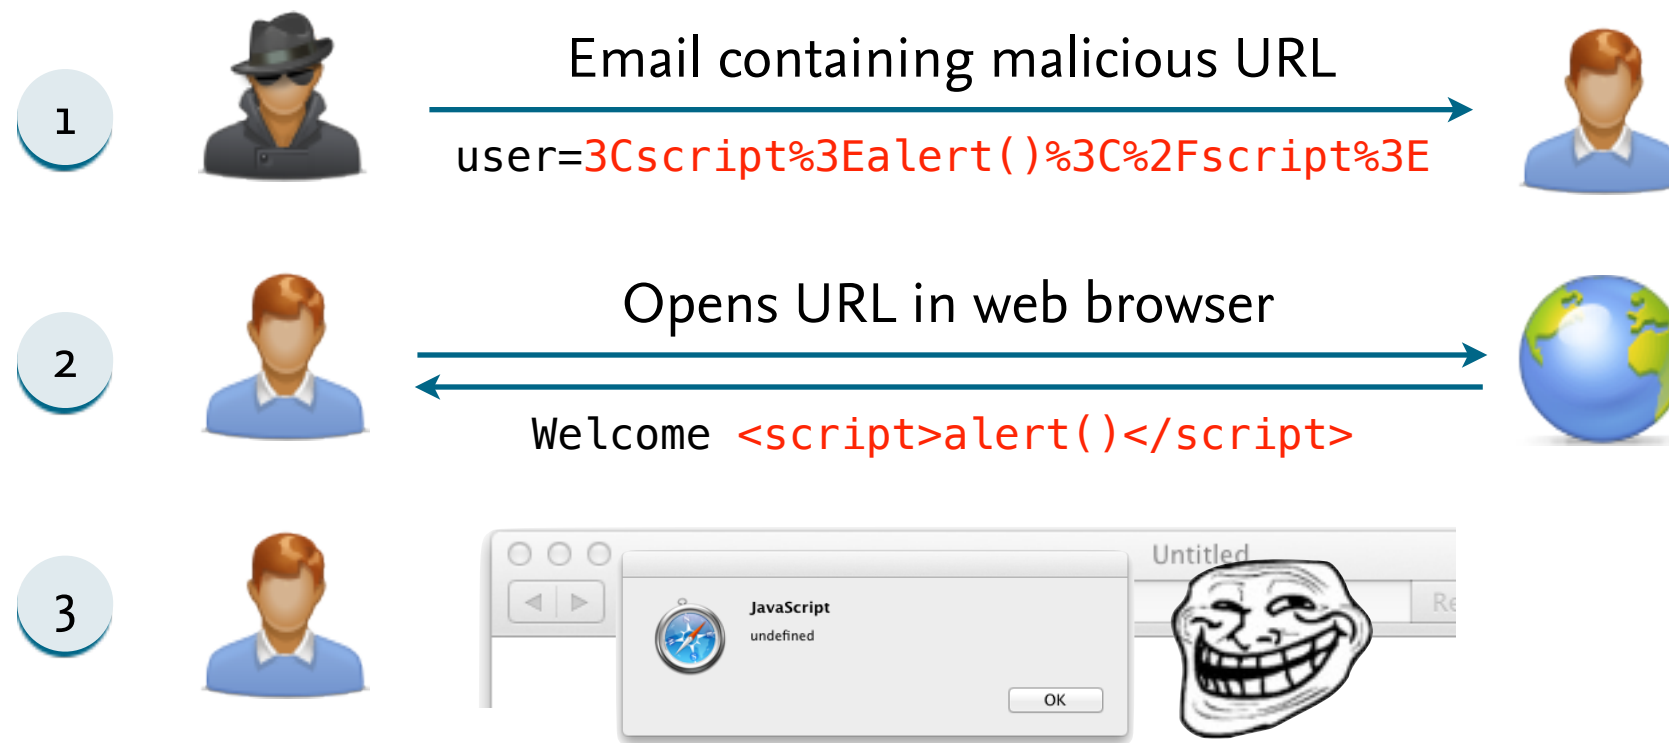 1
Email containing malicious URL
user=3Cscript%3Ealert()%3C%2Fscript%3E
2
Opens URL in web browser
Welcome <script>alert()</script>
3
Untitled
Re
JavaScript
undefined
OK